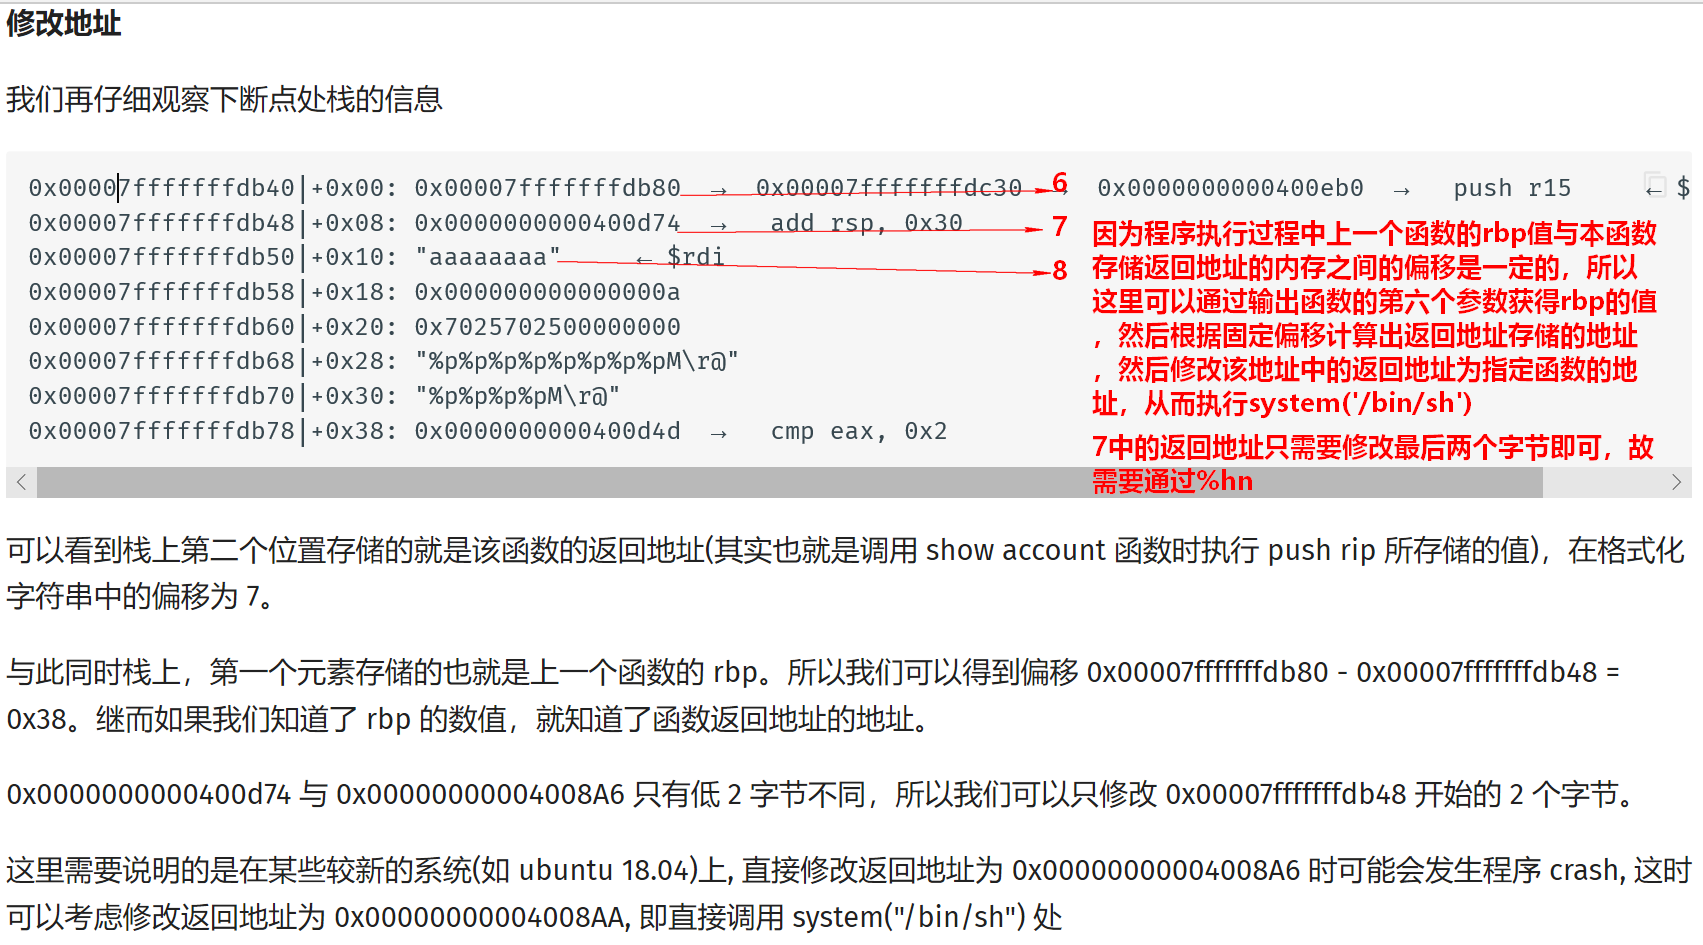 修改地址
我们再仔细观察下断点处栈的信息
0x00007fffffffdb40|+0x00: 0x00007fffffffdb80 → 0x00007fffffffdc30 → 6 0x0000000000400eb0 → push r15 ← $
0x00007fffffffdb48|+0x08: 0x0000000000400d74 → add rsp, 0x30 7
0x00007fffffffdb50|+0x10: "aaaaaaaa" ← $rdi 8
0x00007fffffffdb58|+0x18: 0x000000000000000a
0x00007fffffffdb60|+0x20: 0x7025702500000000
0x00007fffffffdb68|+0x28: "%p%p%p%p%p%p%p%pM\r@"
0x00007fffffffdb70|+0x30: "%p%p%p%pM\r@"
0x00007fffffffdb78|+0x38: 0x0000000000400d4d → cmp eax, 0x2
因为程序执行过程中上一个函数的rbp值与本函数
存储返回地址的内存之间的偏移是一定的，所以
这里可以通过输出函数的第六个参数获得rbp的值
，然后根据固定偏移计算出返回地址存储的地址
，然后修改该地址中的返回地址为指定函数的地
址，从而执行system('/bin/sh')
7中的返回地址只需要修改最后两个字节即可，故
需要通过%hn
可以看到栈上第二个位置存储的就是该函数的返回地址(其实也就是调用 show account 函数时执行 push rip 所存储的值)，在格式化
字符串中的偏移为 7。
与此同时栈上，第一个元素存储的也就是上一个函数的 rbp。所以我们可以得到偏移 0x00007fffffffdb80 - 0x00007fffffffdb48 =
0x38。继而如果我们知道了 rbp 的数值，就知道了函数返回地址的地址。
0x0000000000400d74 与 0x00000000004008A6 只有低 2 字节不同，所以我们可以只修改 0x00007fffffffdb48 开始的 2 个字节。
这里需要说明的是在某些较新的系统(如 ubuntu 18.04)上, 直接修改返回地址为 0x00000000004008A6 时可能会发生程序 crash, 这时
可以考虑修改返回地址为 0x00000000004008AA, 即直接调用 system("/bin/sh") 处